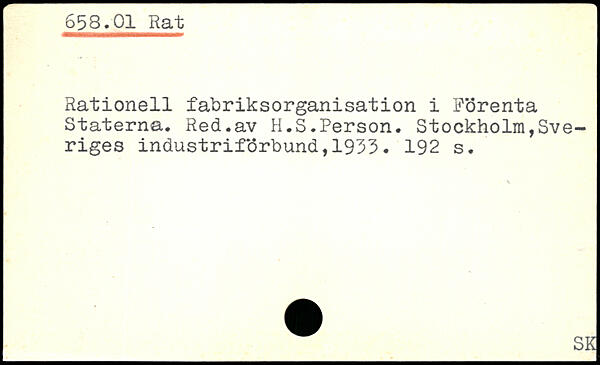 658.01 Rat
Rationell fabriksorganisation i Förenta
Staterna. Red.av H.S.Person. Stockholm,Sve-
riges industriförbund,1933. 192 s.
SK